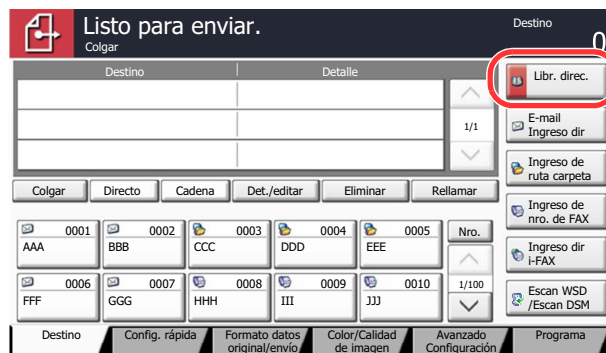 Listo para enviar.
Colgar
Destino
0
Destino Detalle
1/1
Libr. direc.
E-mail
Ingreso dir
Ingreso de
ruta carpeta
Ingreso de
nro. de FAX
Ingreso dir
i-FAX
Escan WSD
/Escan DSM
Colgar Directo Cadena Det./editar Eliminar Rellamar
0001 0002 0003 0004 0005 Nro.
AAA BBB CCC DDD EEE
0006 0007 0008 0009 0010 1/100
FFF GGG HHH III JJJ
Destino Config. rápida Formato datos Color/Calidad Avanzado Programa
original/envío de imagen Configuración